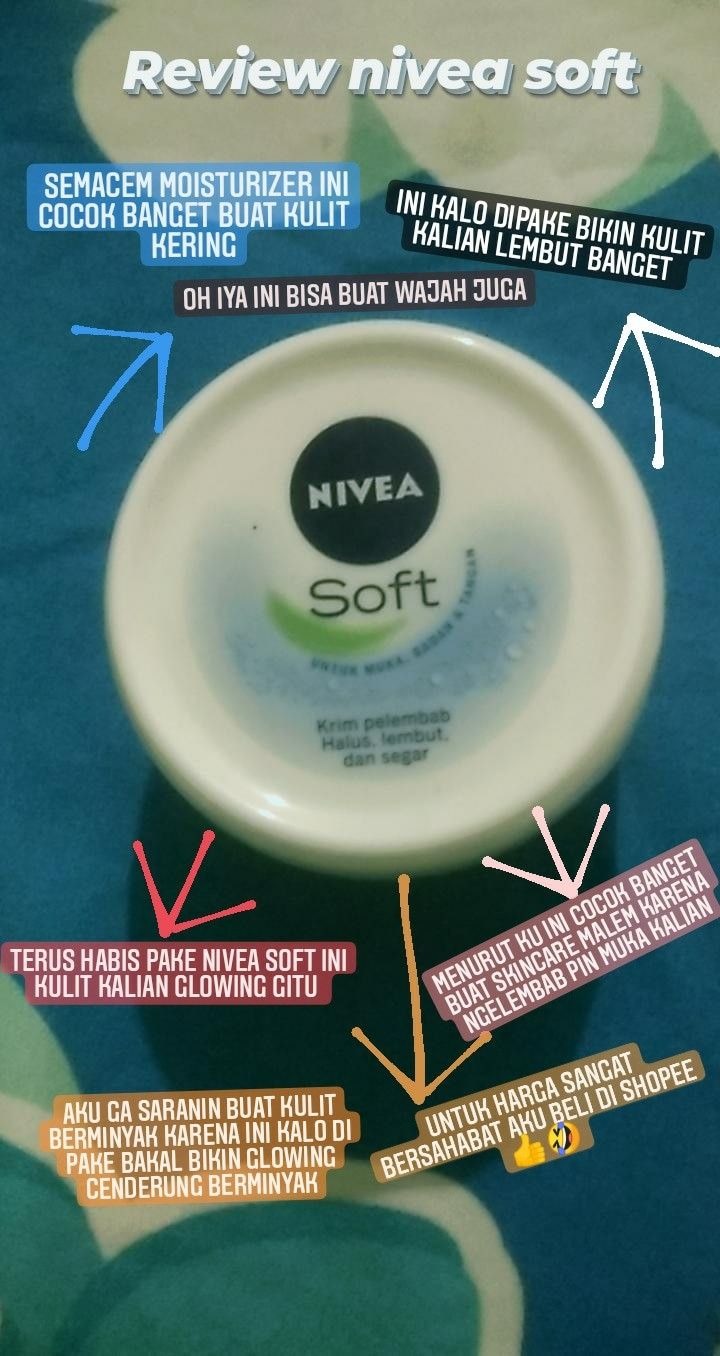 Review nivea soft
SEMACEM MOISTURIZER INI
COCOK BANGET BUAT KULIT
KERING
INI KALO DIPAKE BIKIN KULIT
KALIAN LEMBUT BANGET
OH IYA INI BISA BUAT WAJAH JUGA
NIVEA
Soft
UNTUK MUKA, BADAN & TANGAN
Krim pelembab
Halus, lembut,
dan segar
TERUS HABIS PAKE NIVEA SOFT INI
KULIT KALIAN GLOWING GITU
MENURUT KU INI COCOK BANGET
BUAT SKINCARE MALEM KARENA
NGELEMBAB PIN MUKA KALIAN
AKU GA SARANIN BUAT KULIT
BERMINYAK KARENA INI KALO DI
PAKE BAKAL BIKIN GLOWING
CENDERUNG BERMINYAK
UNTUK HARGA SANGAT
BERSAHABAT AKU BELI DI SHOPEE
👍🤣